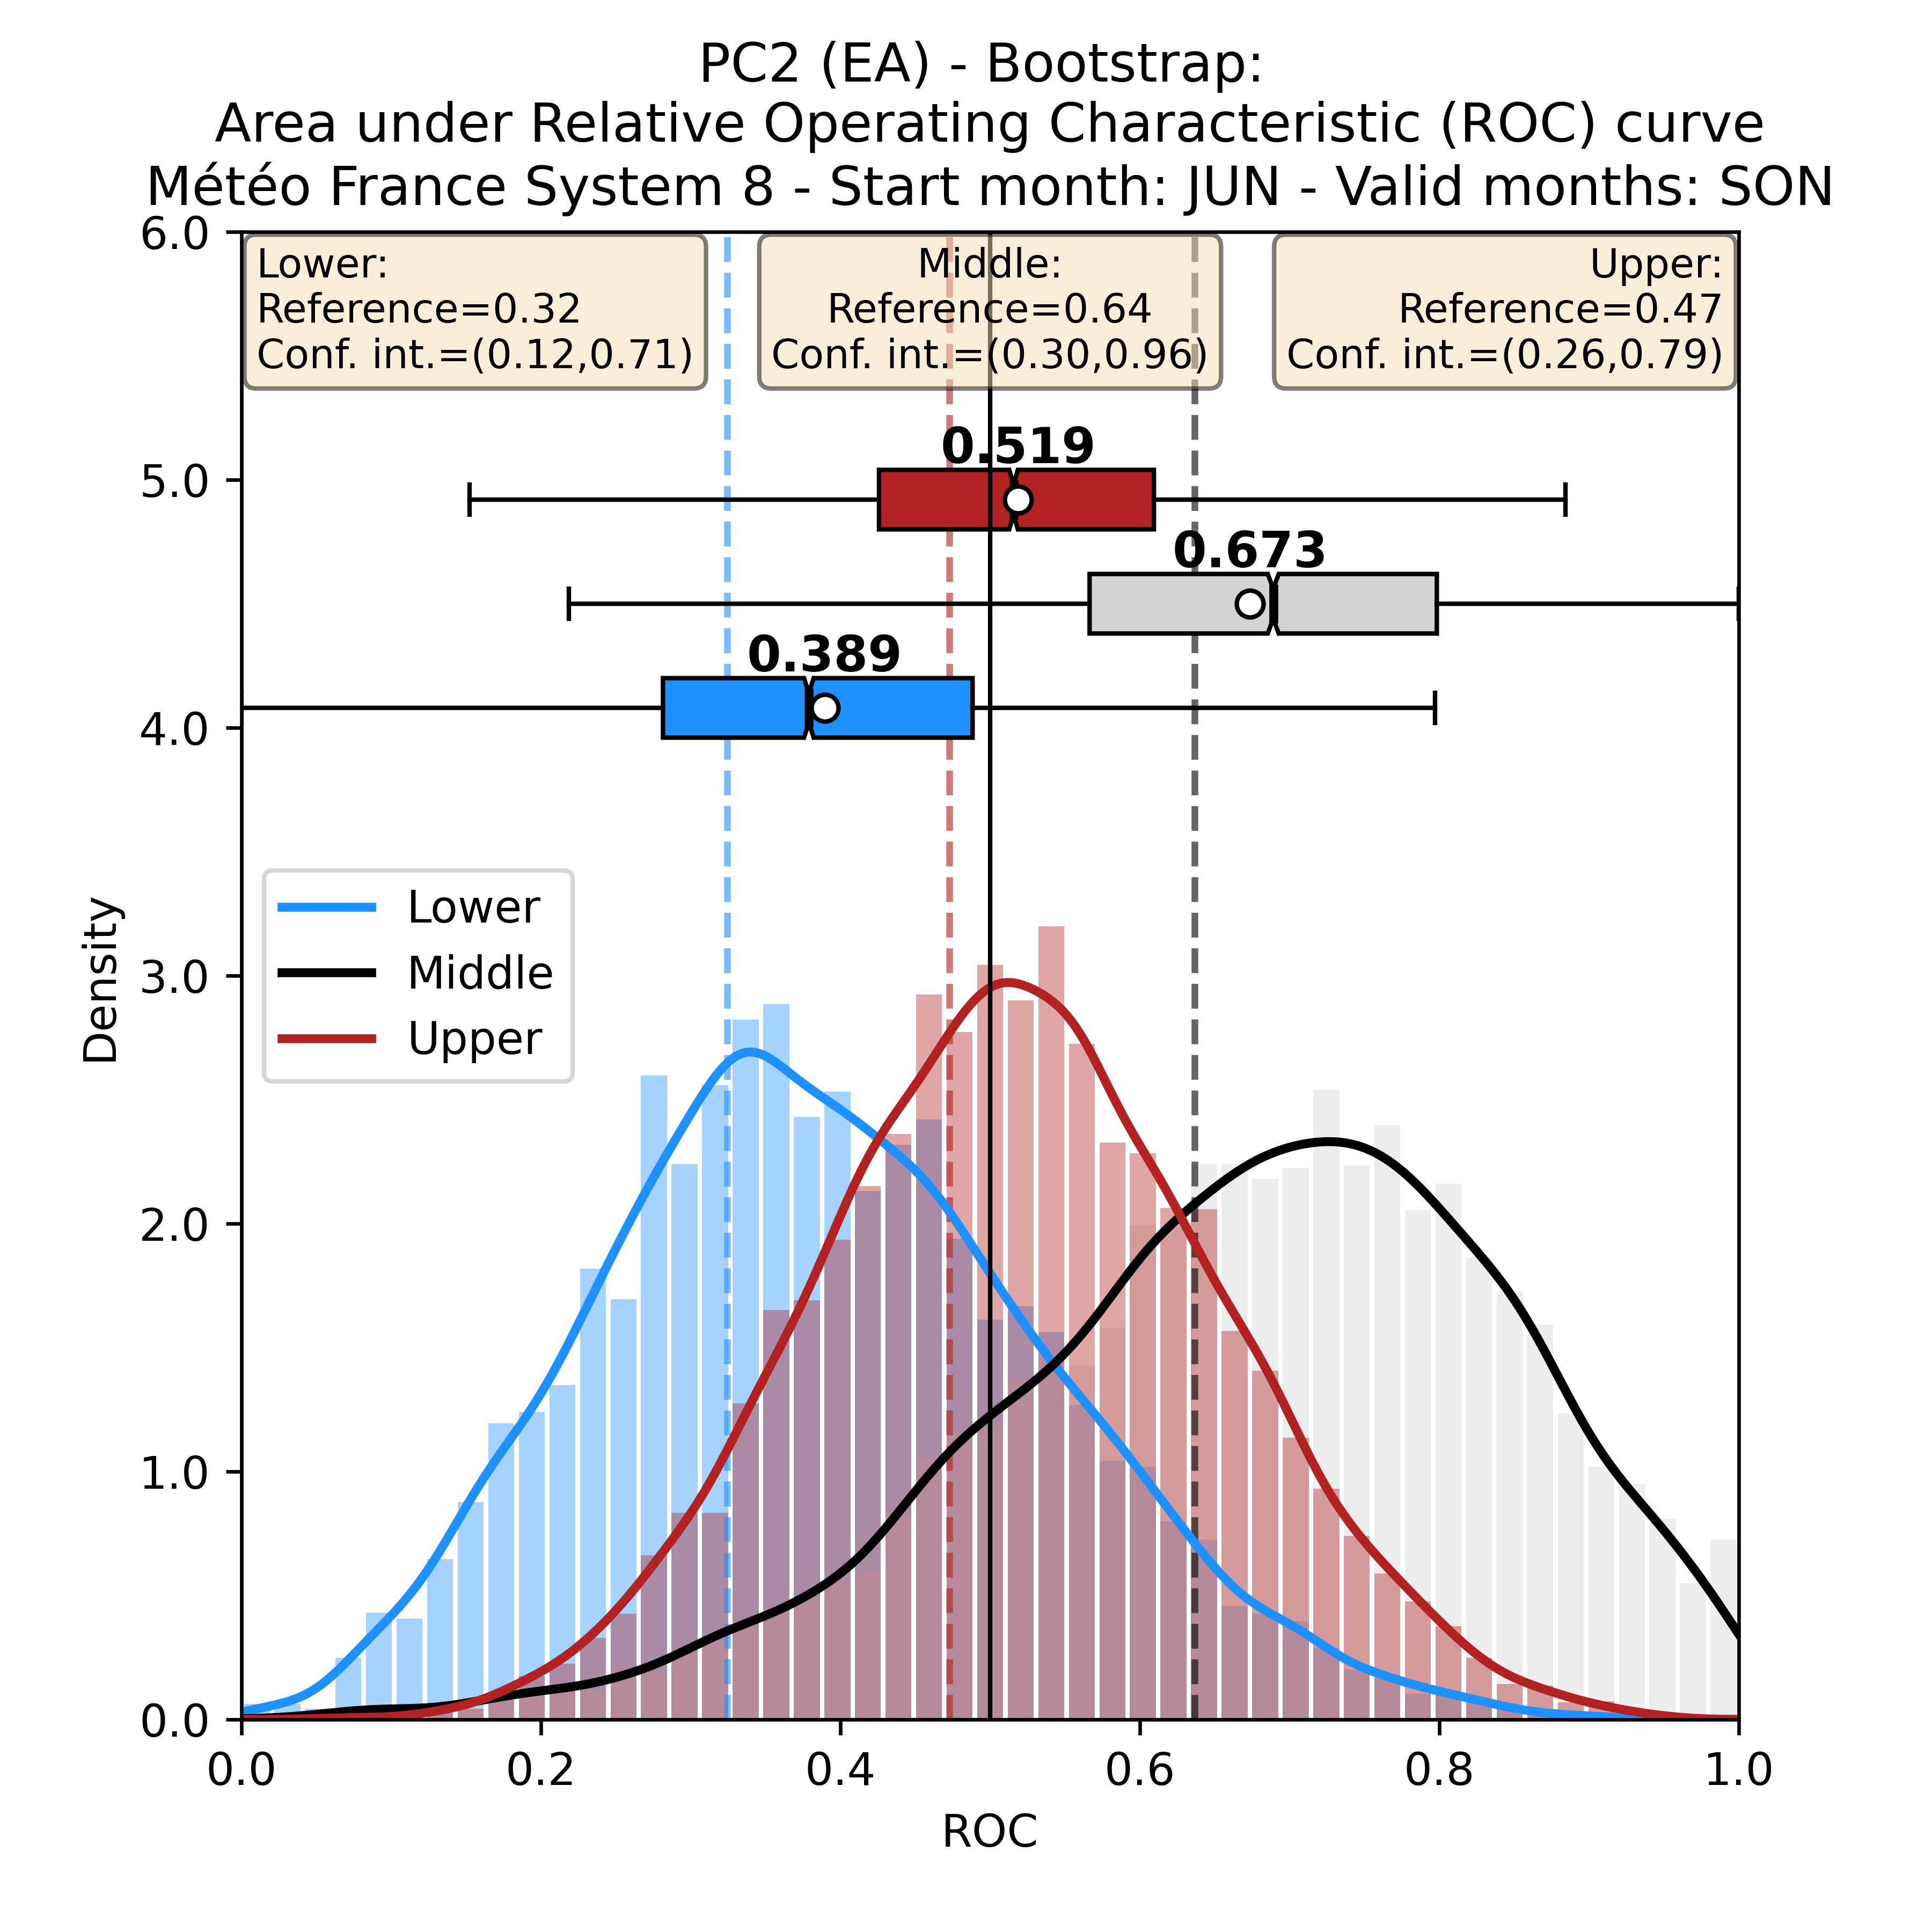 PC2 (EA) - Bootstrap:
Area under Relative Operating Characteristic (ROC) curve
Météo France System 8 - Start month: JUN - Valid months: SON
Lower:
Reference=0.32
Conf. int.=(0.12,0.71)
Middle:
Reference=0.64
Conf. int.=(0.30,0.96)
Upper:
Reference=0.47
Conf. int.=(0.26,0.79)
0.519
0.673
0.389
Lower
Middle
Upper
Density
6.0
5.0
4.0
3.0
2.0
1.0
0.0
0.0
0.2
0.4
0.6
0.8
1.0
ROC